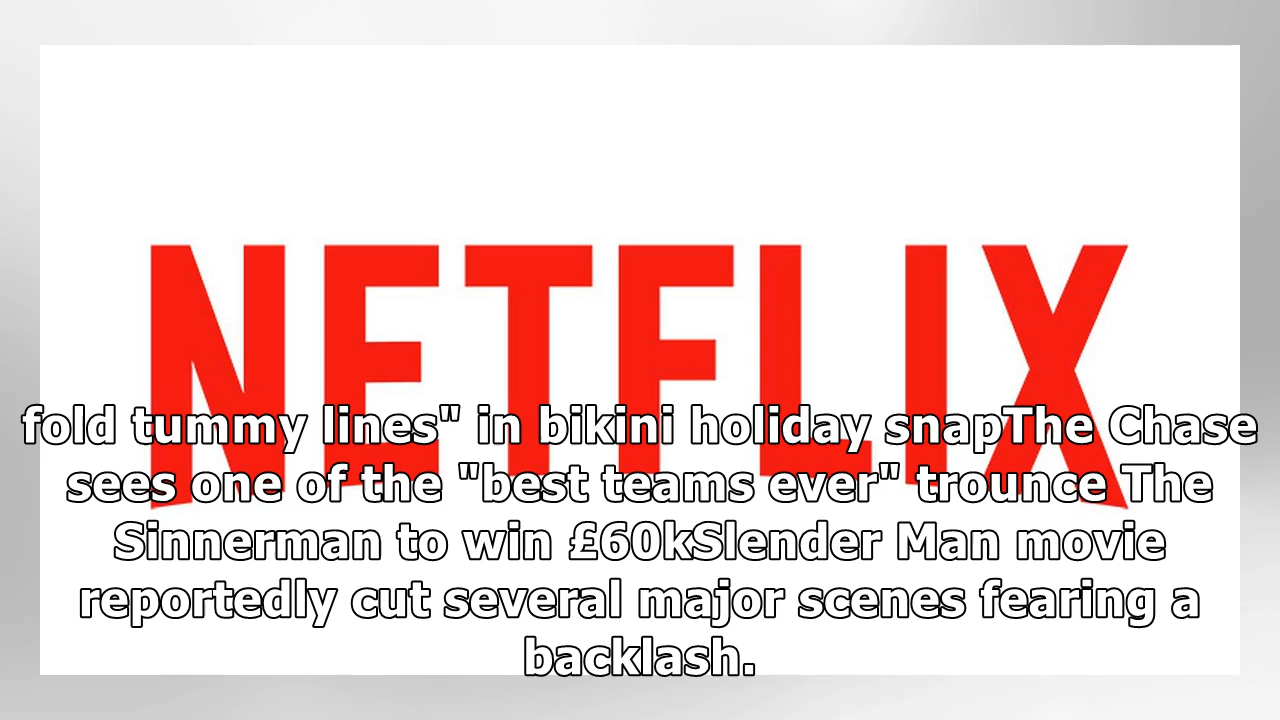 NETFLIX
fold tummy lines" in bikini holiday snapThe Chase
sees one of the "best teams ever" trounce The
Sinnerman to win £60kSlender Man movie
reportedly cut several major scenes fearing a
backlash.